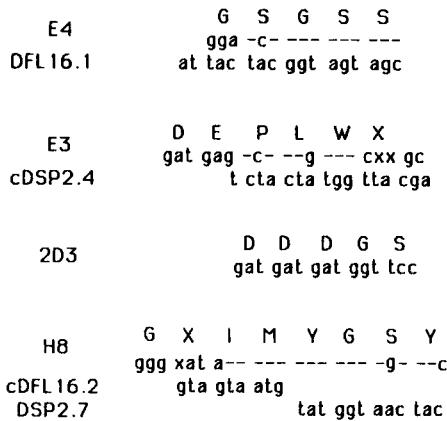 G S G S S
E4 gga -c- --- --- ---
DFL16.1 at tac tac ggt agt agc
D E P L W X
E3 gat gag -c- --g --- cxx gc
cDSP2.4 t cta cta tgg tta cga
D D D G S
2D3 gat gat gat ggt tcc
G X I M Y G S Y
H8 ggg xat a-- --- --- --- -g- --c
cDFL16.2 gta gta atg
DSP2.7 tat ggt aac tac